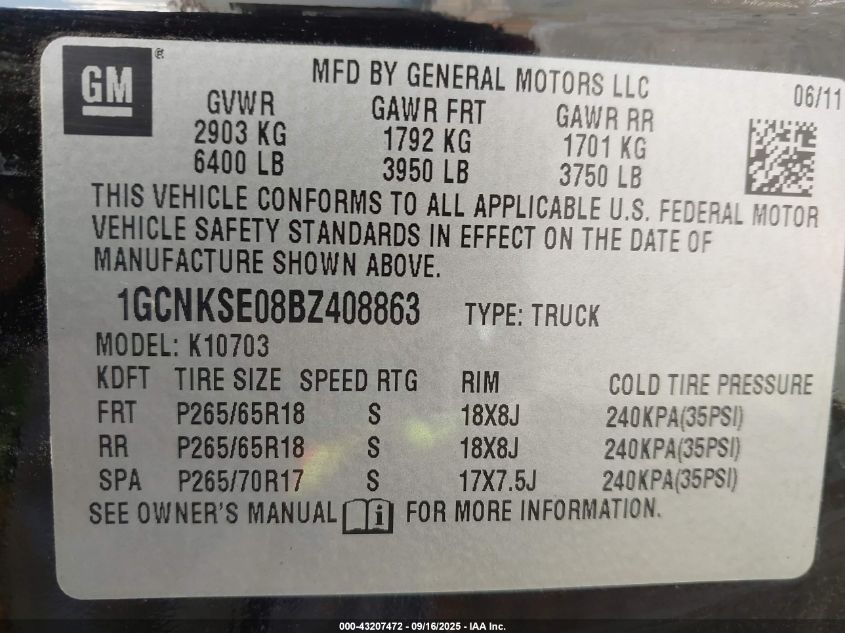 GM®
MFD BY GENERAL MOTORS LLC
06/11
GVWR GAWR FRT GAWR RR
2903 KG 1792 KG 1701 KG
6400 LB 3950 LB 3750 LB
THIS VEHICLE CONFORMS TO ALL APPLICABLE U.S. FEDERAL MOTOR
VEHICLE SAFETY STANDARDS IN EFFECT ON THE DATE OF
MANUFACTURE SHOWN ABOVE.
1GCNKSE08BZ408863 TYPE: TRUCK
MODEL: K10703
KDFT TIRE SIZE SPEED RTG RIM COLD TIRE PRESSURE
FRT P265/65R18 S 18X8J 240KPA(35PSI)
RR P265/65R18 S 18X8J 240KPA(35PSI)
SPA P265/70R17 S 17X7.5J 240KPA(35PSI)
SEE OWNER'S MANUAL i FOR MORE INFORMATION.
000-43207472 - 09/16/2025 - IAA Inc.